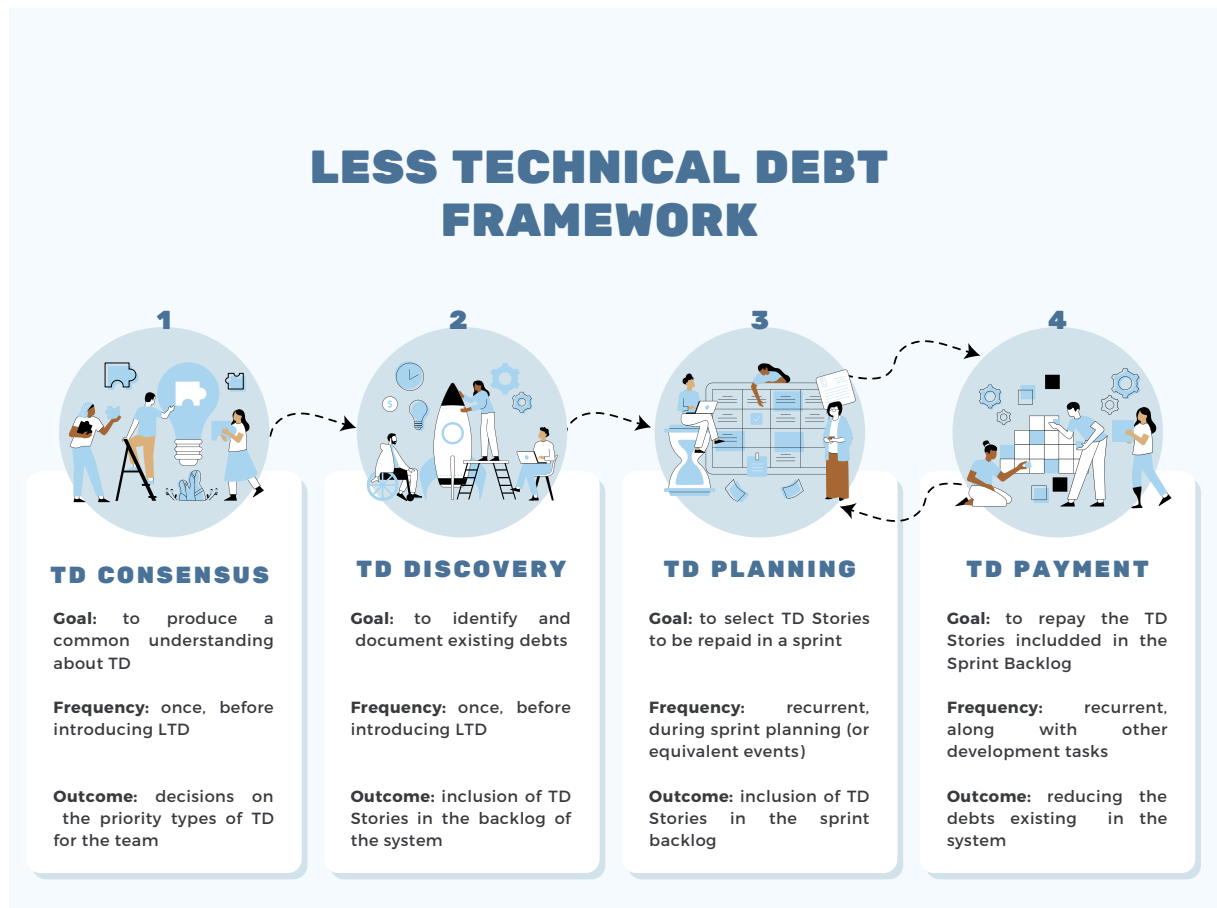 LESS TECHNICAL DEBT
FRAMEWORK
1
2
3
4
TD CONSENSUS
Goal: to produce a
common understanding
about TD
Frequency: once, before
introducing LTD
Outcome: decisions on
the priority types of TD
for the team
TD DISCOVERY
Goal: to identify and
document existing debts
Frequency: once, before
introducing LTD
Outcome: inclusion of TD
Stories in the backlog of
the system
TD PLANNING
Goal: to select TD Stories
to be repaid in a sprint
Frequency: recurrent,
during sprint planning (or
equivalent events)
Outcome: inclusion of TD
Stories in the sprint
backlog
TD PAYMENT
Goal: to repay the TD
Stories includded in the
Sprint Backlog
Frequency: recurrent,
along with other
development tasks
Outcome: reducing the
debts existing in the
system